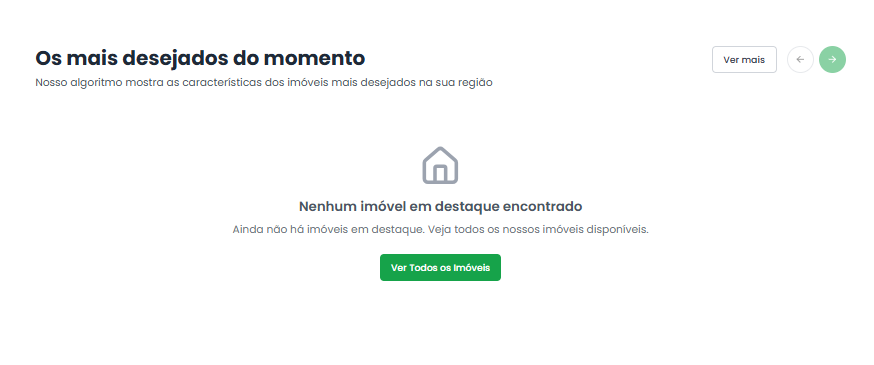 Os mais desejados do momento
Nosso algoritmo mostra as características dos imóveis mais desejados na sua região
Ver mais
Nenhum imóvel em destaque encontrado
Ainda não há imóveis em destaque. Veja todos os nossos imóveis disponíveis.
Ver Todos os Imóveis